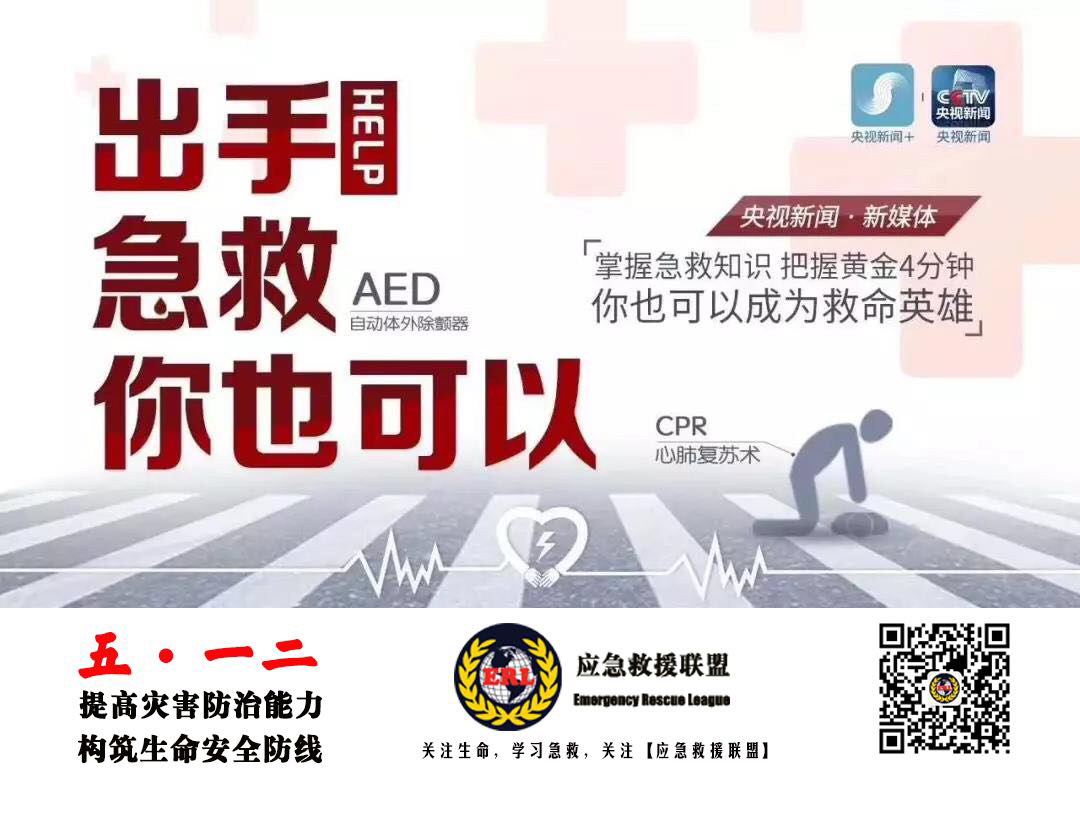 出手
HELP
急救
AED
自动体外除颤器
你也可以
央视新闻+
CCTV
央视新闻
央视新闻
央视新闻·新媒体
「掌握急救知识 把握黄金4分钟
你也可以成为救命英雄」
CPR
心肺复苏术
五·一二
提高灾害防治能力
构筑生命安全防线
ERL
应急救援联盟
Emergency Rescue League
关注生命,学习急救,关注【应急救援联盟】
ERL